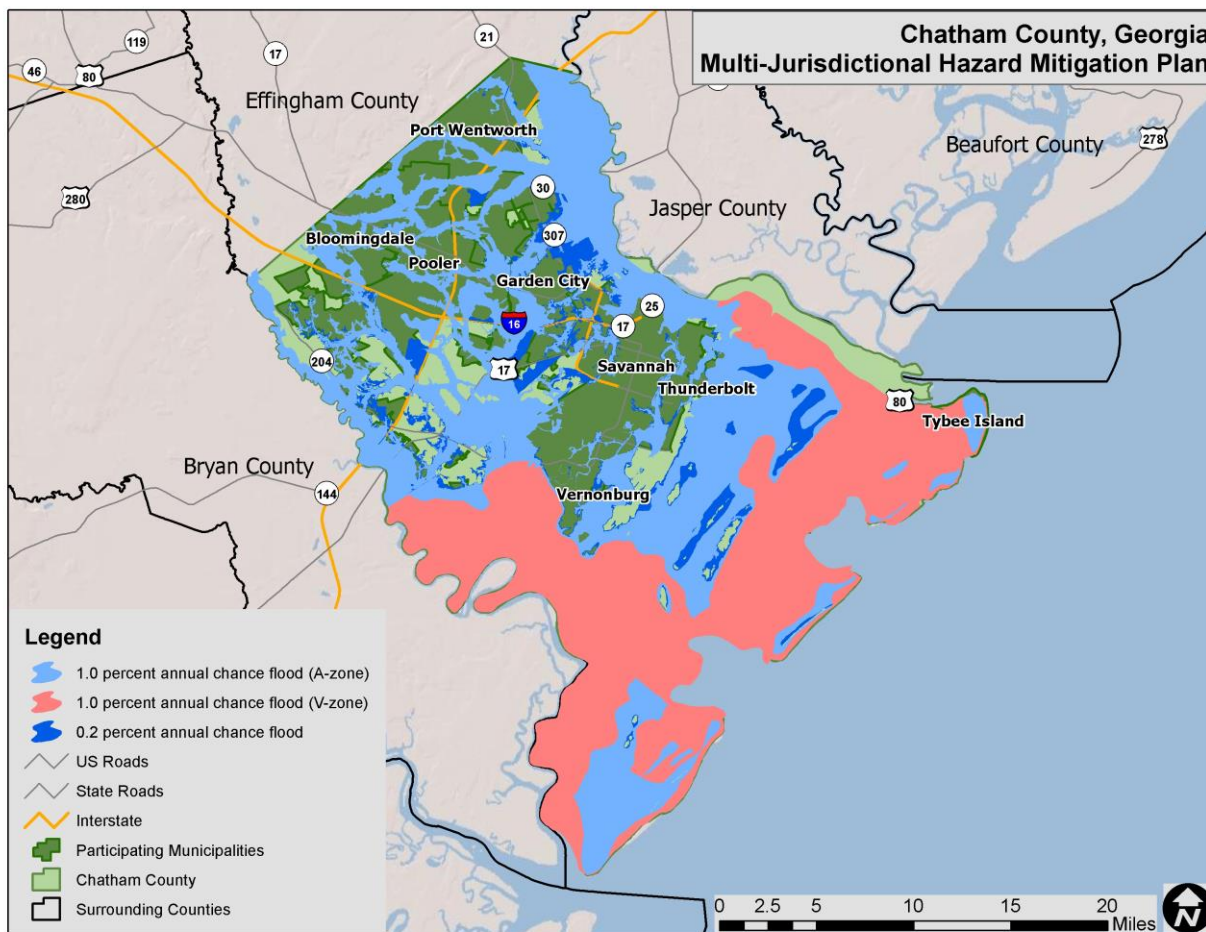 Chatham County, Georgia
Multi-Jurisdictional Hazard Mitigation Plan
21
119
17
46
80
Effingham County
Port Wentworth
Beaufort County
278
280
30
Jasper County
307
Bloomingdale
Pooler
Garden City
25
16
17
204
17
Savannah
Thunderbolt
80
Tybee Island
Bryan County
144
Vernonburg
Legend
1.0 percent annual chance flood (A-zone)
1.0 percent annual chance flood (V-zone)
0.2 percent annual chance flood
US Roads
State Roads
Interstate
Participating Municipalities
Chatham County
Surrounding Counties
0 2.5 5 10 15 20
Miles
N